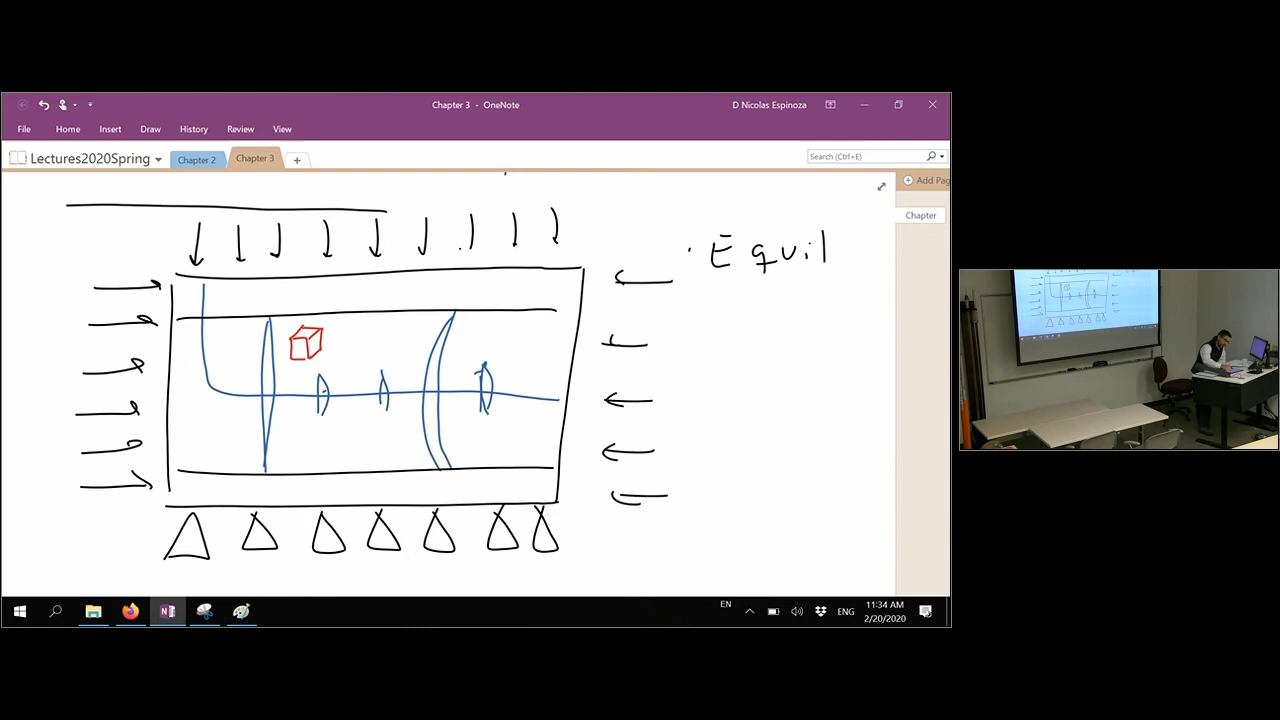 Chapter 3 - OneNote
D Nicolas Espinoza
File Home Insert Draw History Review View
Lectures2020Spring
Chapter 2
Chapter 3
Search (Ctrl+E)
Add Pag
Chapter
· Equil
EN
ENG
11:34 AM
2/20/2020